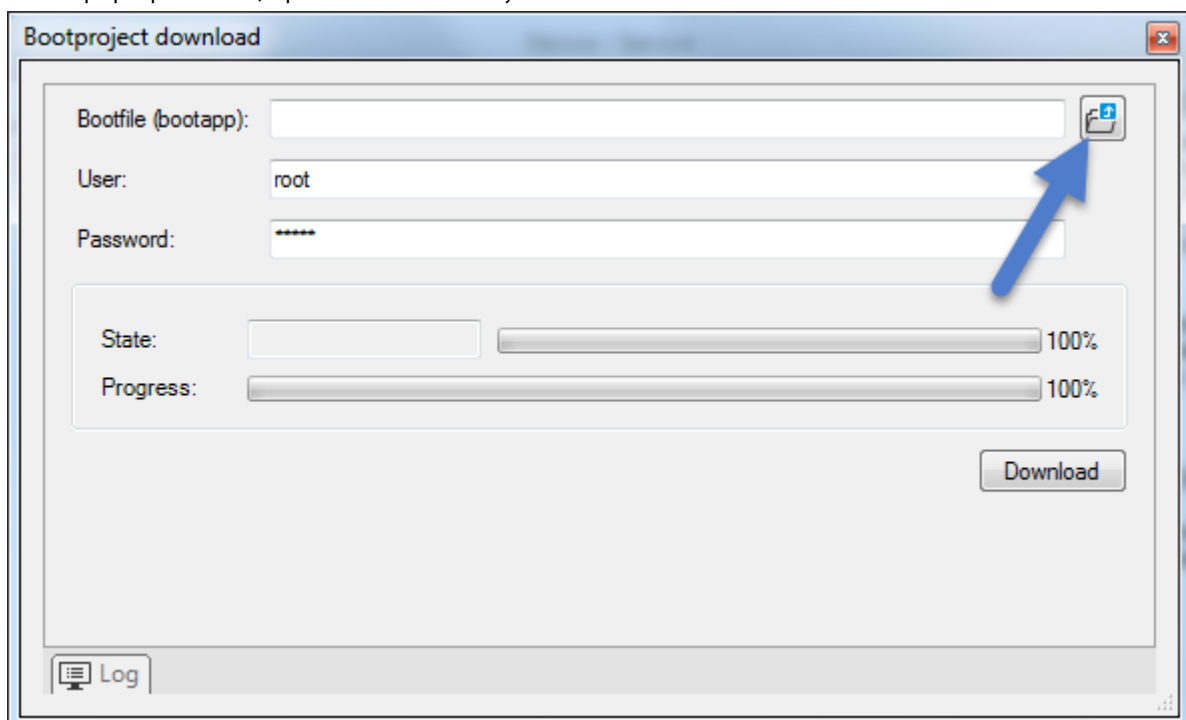 Bootproject download
Bootfile (bootapp):
User: root
Password: *****
State: 100%
Progress: 100%
Download
Log